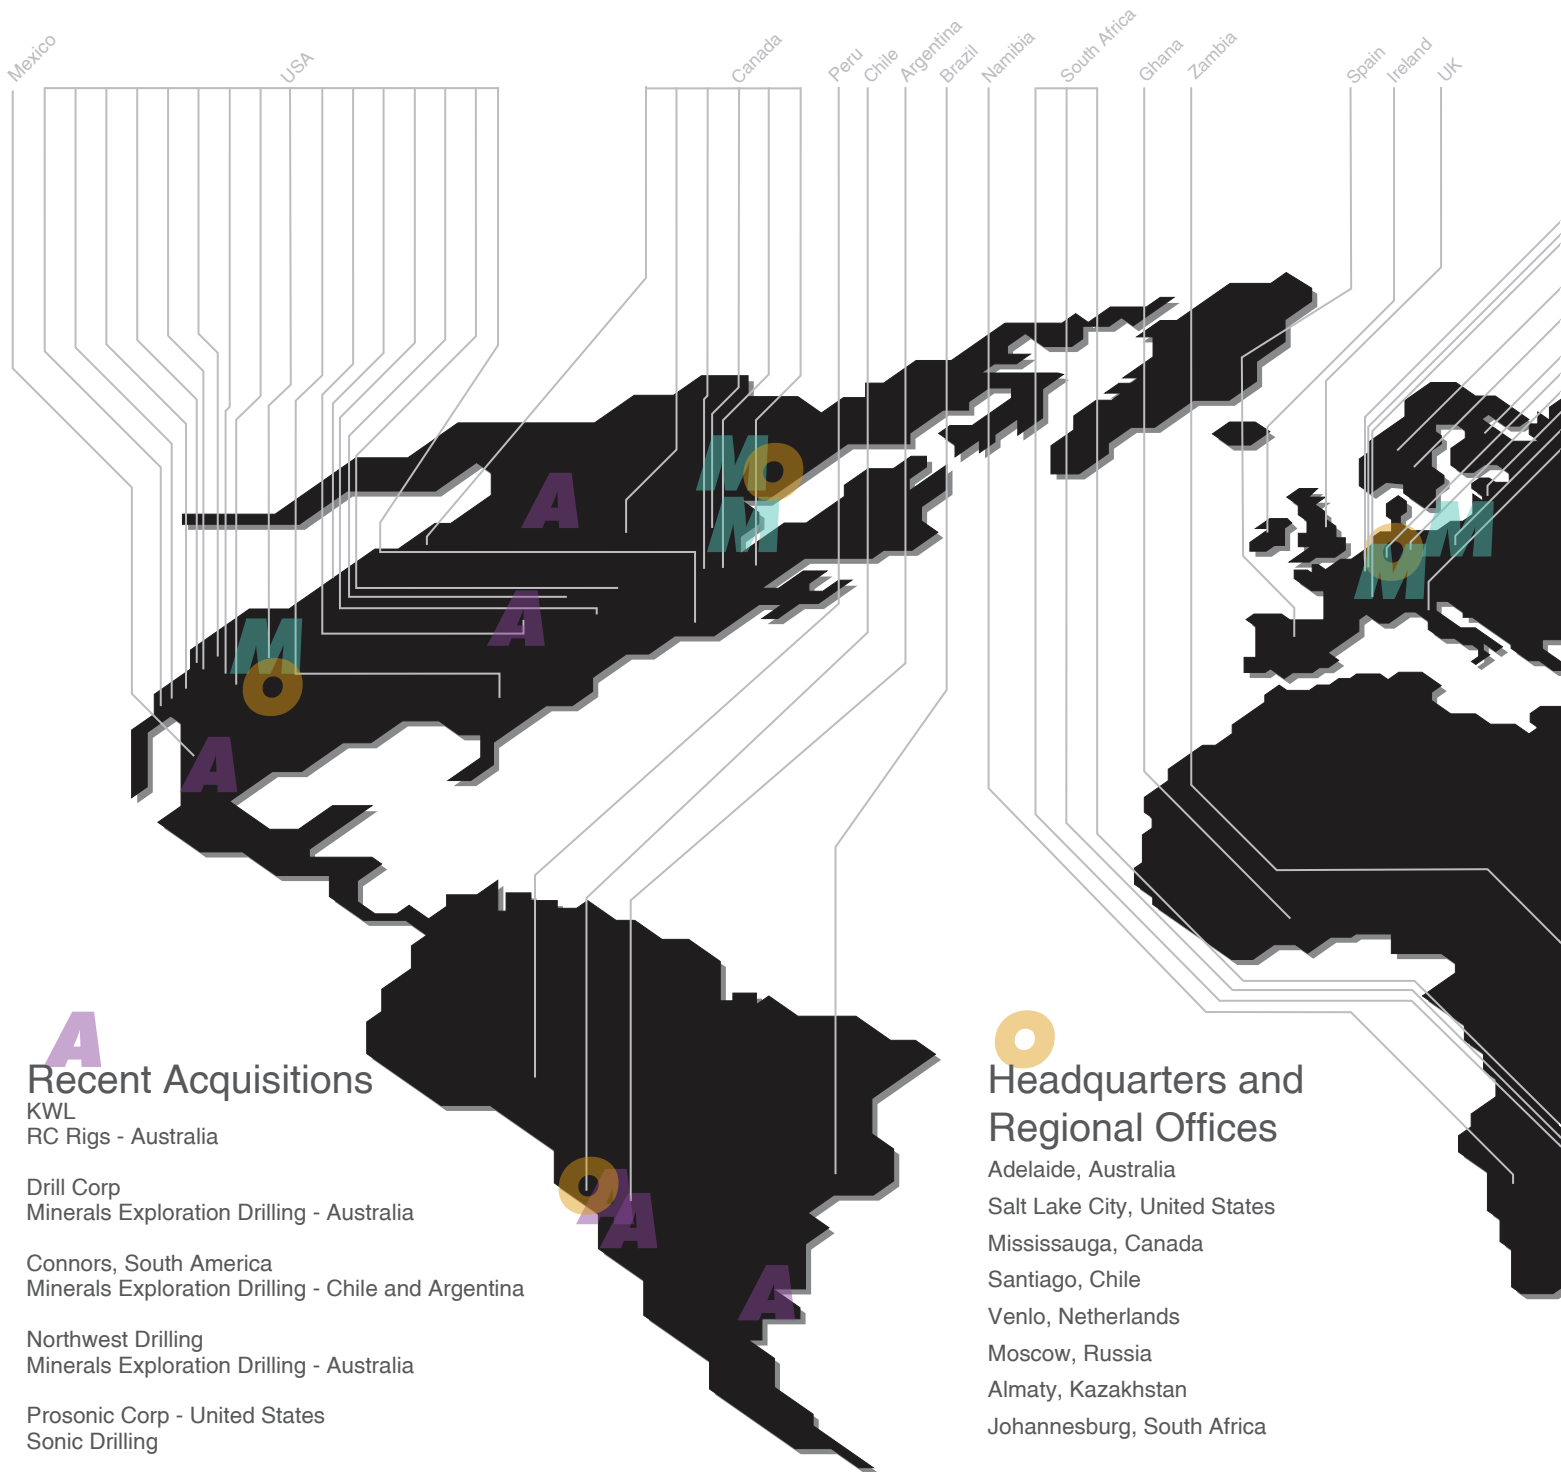 Mexico
USA
Canada
Peru
Chile
Argentina
Brazil
Namibia
South Africa
Ghana
Zambia
Spain
Ireland
UK
M
O
A
M
M
O
M
A
M
O
A
O
A
A
A
A
Recent Acquisitions
KWL
RC Rigs - Australia
Drill Corp
Minerals Exploration Drilling - Australia
Connors, South America
Minerals Exploration Drilling - Chile and Argentina
Northwest Drilling
Minerals Exploration Drilling - Australia
Prosonic Corp - United States
Sonic Drilling
O
Headquarters and
Regional Offices
Adelaide, Australia
Salt Lake City, United States
Mississauga, Canada
Santiago, Chile
Venlo, Netherlands
Moscow, Russia
Almaty, Kazakhstan
Johannesburg, South Africa